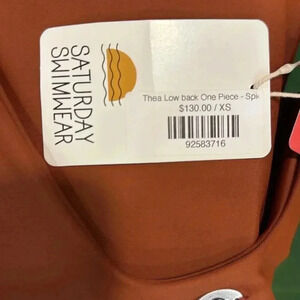 SATURDAY
SWIMWEAR
Thea Low back One Piece - Spi
$130.00 / XS
92583716